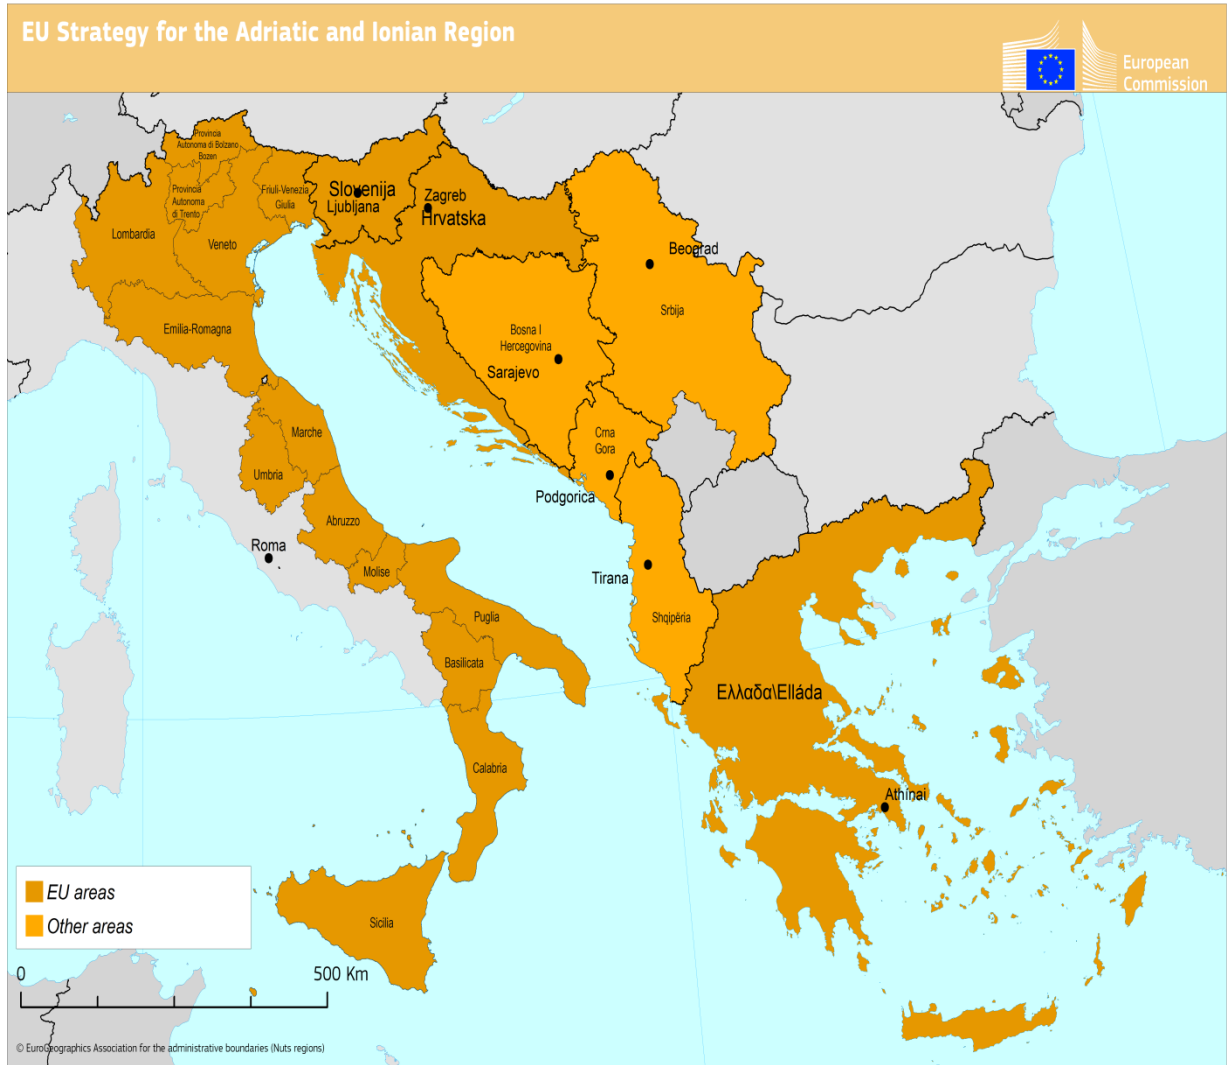 EU Strategy for the Adriatic and Ionian Region
European
Commission
Provincia
Autonoma di Bolzano
Bozen
Provincia
Autonoma
di Trento
Friuli-Venezia
Giulia
Slovenija
Ljubljana
Zagreb
Hrvatska
Lombardia
Veneto
Beograd
Srbija
Emilia-Romagna
Bosna I
Hercegovina
Sarajevo
Marche
Crna
Gora
Umbria
Podgorica
Abruzzo
Roma
Molise
Tirana
Puglia
Shqipëria
Basilicata
Ελλαδα\Elláda
Calabria
Athínai
Sicilia
EU areas
Other areas
0 500 Km
© EuroGeographics Association for the administrative boundaries (Nuts regions)